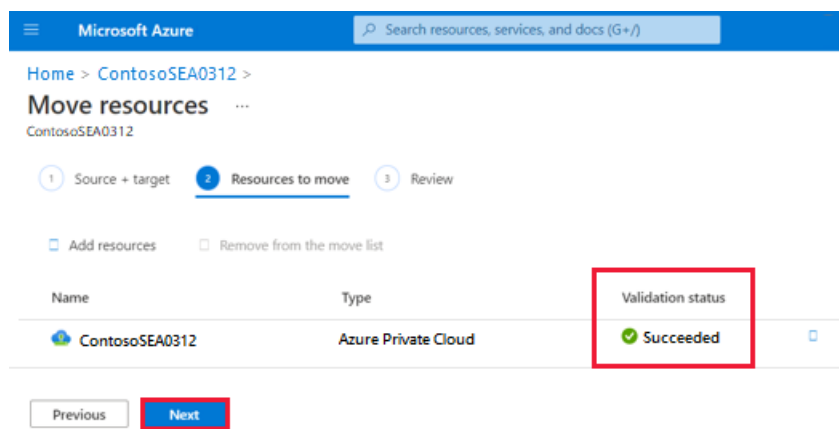 Microsoft Azure
Search resources, services, and docs (G+/)
Home > ContosoSEA0312 >
Move resources ...
ContosoSEA0312
1 Source + target 2 Resources to move 3 Review
Add resources Remove from the move list
Name Type Validation status
ContosoSEA0312 Azure Private Cloud Succeeded
Previous Next